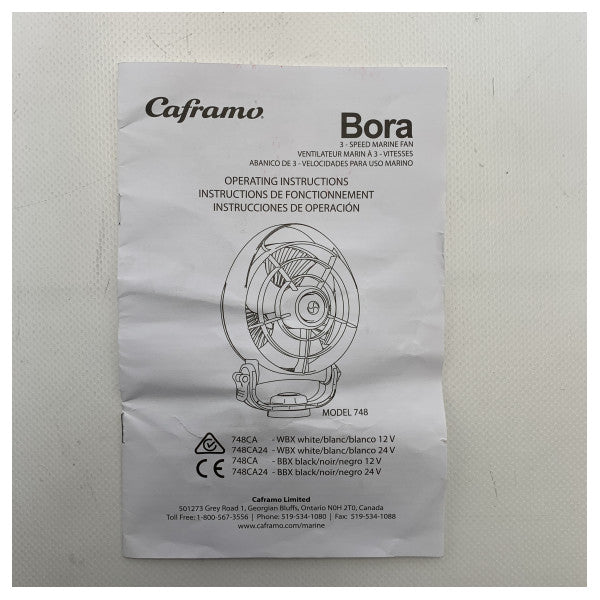 Caframo
Bora
3 - SPEED MARINE FAN
VENTILATEUR MARIN À 3 - VITESSES
ABANICO DE 3 - VELOCIDADES PARA USO MARINO
OPERATING INSTRUCTIONS
INSTRUCTIONS DE FONCTIONNEMENT
INSTRUCCIONES DE OPERACIÓN
MODEL 748
748CA - WBX white/blanc/blanco 12 V
748CA24 - WBX white/blanc/blanco 24 V
748CA - BBX black/noir/negro 12 V
748CA24 - BBX black/noir/negro 24 V
CE
Caframo Limited
501273 Grey Road 1, Georgian Bluffs, Ontario N0H 2T0, Canada
Toll Free: 1-800-567-3556 | Phone: 519-534-1080 | Fax: 519-534-1088
www.caframo.com/marine